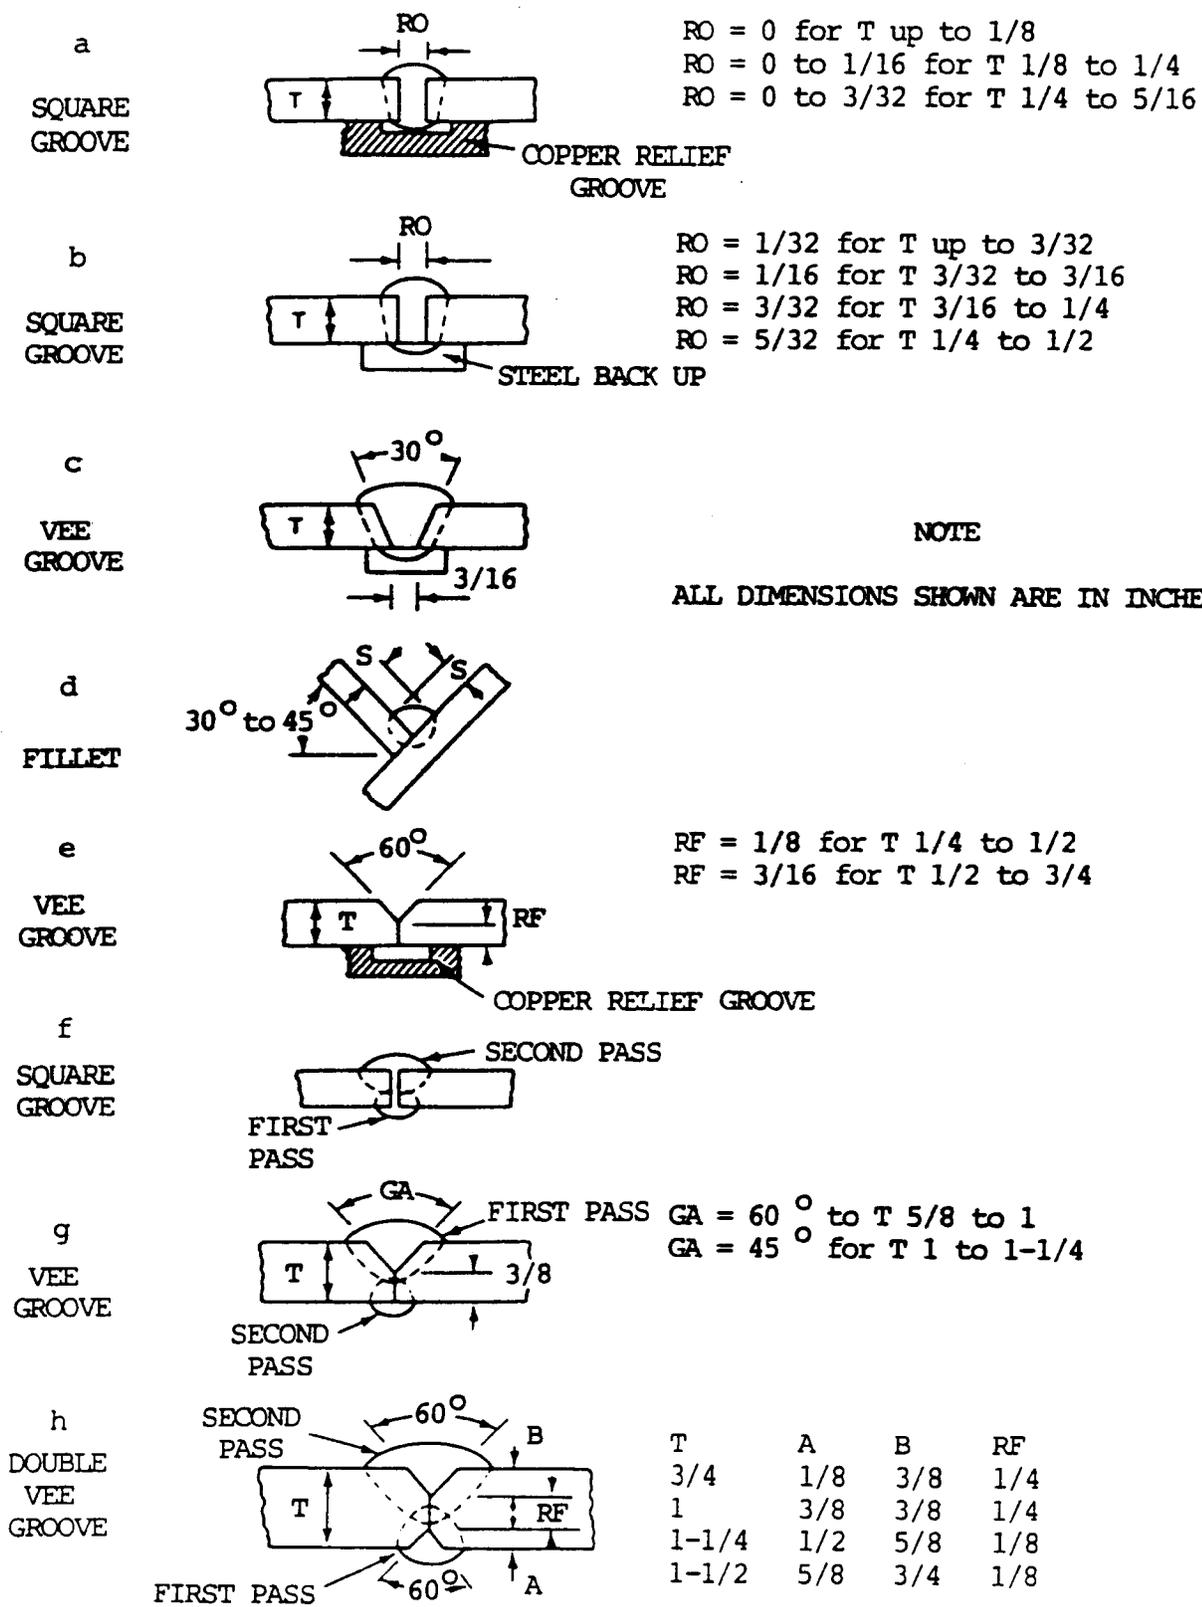 a
SQUARE
GROOVE
RO
T
COPPER RELIEF
GROOVE
RO = 0 for T up to 1/8
RO = 0 to 1/16 for T 1/8 to 1/4
RO = 0 to 3/32 for T 1/4 to 5/16
b
SQUARE
GROOVE
RO
T
STEEL BACK UP
RO = 1/32 for T up to 3/32
RO = 1/16 for T 3/32 to 3/16
RO = 3/32 for T 3/16 to 1/4
RO = 5/32 for T 1/4 to 1/2
c
VEE
GROOVE
30°
T
3/16
NOTE
ALL DIMENSIONS SHOWN ARE IN INCHE
d
FILLET
S
S
30° to 45°
e
VEE
GROOVE
60°
T
RF
COPPER RELIEF GROOVE
RF = 1/8 for T 1/4 to 1/2
RF = 3/16 for T 1/2 to 3/4
f
SQUARE
GROOVE
SECOND PASS
FIRST
PASS
g
VEE
GROOVE
GA
FIRST PASS
T
3/8
SECOND
PASS
GA = 60 ° to T 5/8 to 1
GA = 45 ° for T 1 to 1-1/4
h
DOUBLE
VEE
GROOVE
SECOND
PASS
60°
B
T
RF
FIRST PASS
60°
A
T A B RF
3/4 1/8 3/8 1/4
1 3/8 3/8 1/4
1-1/4 1/2 5/8 1/8
1-1/2 5/8 3/4 1/8